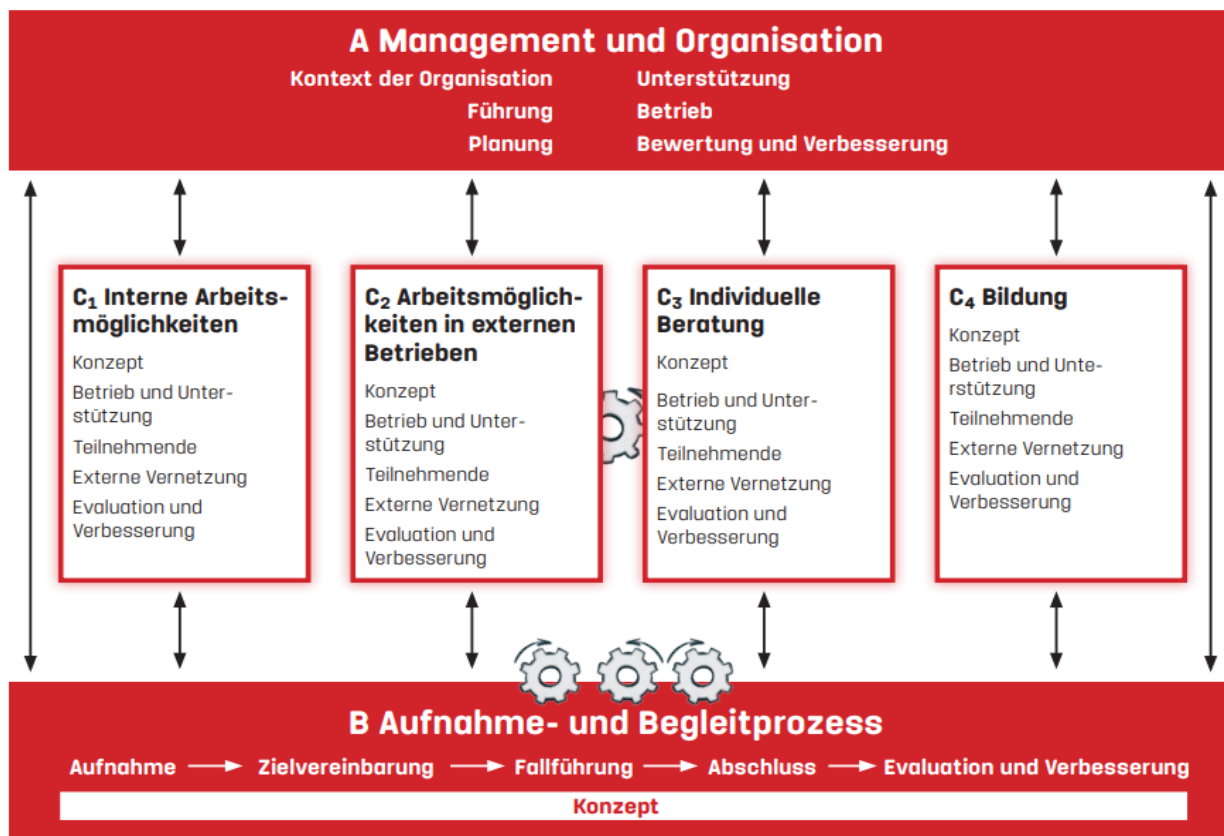 A Management und Organisation
Kontext der Organisation Unterstützung
Führung Betrieb
Planung Bewertung und Verbesserung
C₁ Interne Arbeits-
möglichkeiten
Konzept
Betrieb und Unter-
stützung
Teilnehmende
Externe Vernetzung
Evaluation und
Verbesserung
C₂ Arbeitsmöglich-
keiten in externen
Betrieben
Konzept
Betrieb und Unter-
stützung
Teilnehmende
Externe Vernetzung
Evaluation und
Verbesserung
C₃ Individuelle
Beratung
Konzept
Betrieb und Unter-
stützung
Teilnehmende
Externe Vernetzung
Evaluation und
Verbesserung
C₄ Bildung
Konzept
Betrieb und Unte-
rstützung
Teilnehmende
Externe Vernetzung
Evaluation und
Verbesserung
B Aufnahme- und Begleitprozess
Aufnahme → Zielvereinbarung → Fallführung → Abschluss → Evaluation und Verbesserung
Konzept